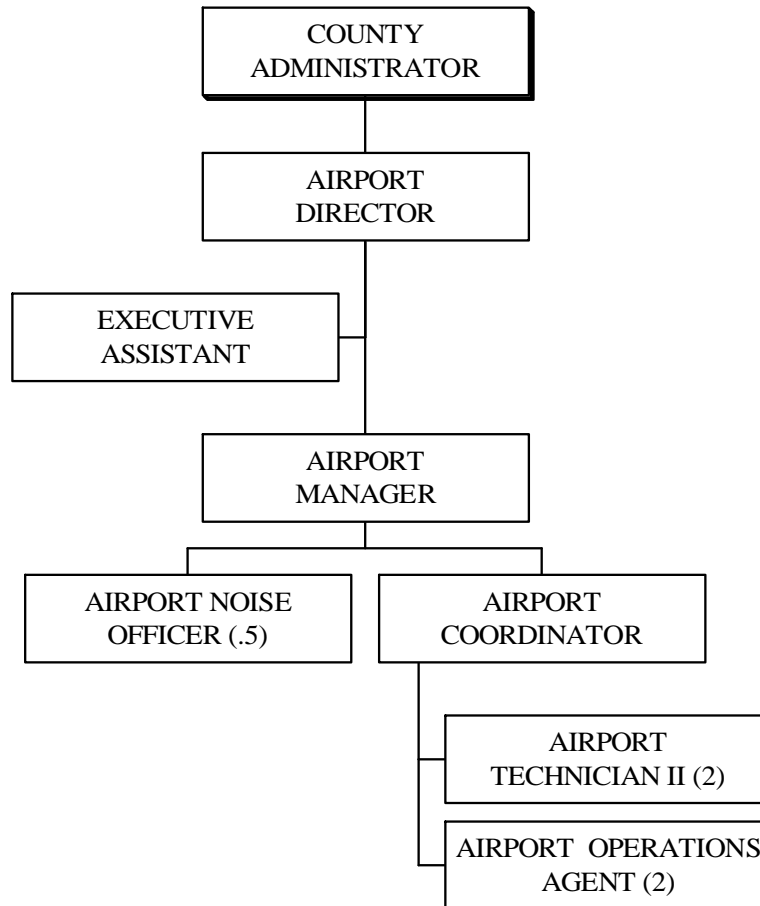 COUNTY
ADMINISTRATOR
AIRPORT
DIRECTOR
EXECUTIVE
ASSISTANT
AIRPORT
MANAGER
AIRPORT NOISE
OFFICER (.5)
AIRPORT
COORDINATOR
AIRPORT
TECHNICIAN II (2)
AIRPORT OPERATIONS
AGENT (2)